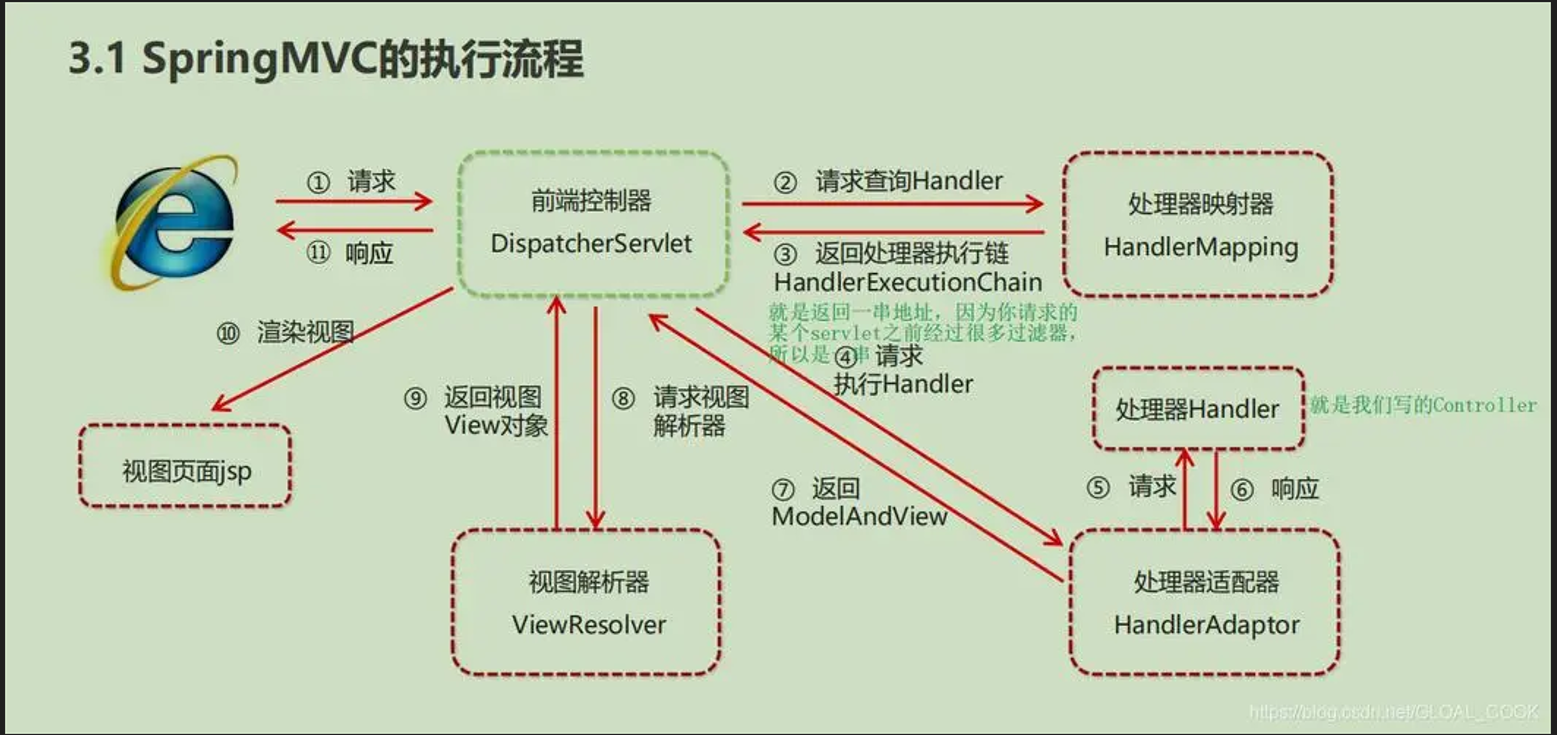 3.1 SpringMVC的执行流程
① 请求
⑪ 响应
前端控制器
DispatcherServlet
② 请求查询Handler
③ 返回处理器执行链
HandlerExecutionChain
就是返回一串地址，因为你请求的
某个servlet之前经过很多过滤器，
所以是一串
处理器映射器
HandlerMapping
④ 请求
执行Handler
⑩ 渲染视图
⑨ 返回视图
View对象
⑧ 请求视图
解析器
处理器Handler
就是我们写的Controller
视图页面jsp
⑦ 返回
ModelAndView
⑤ 请求
⑥ 响应
视图解析器
ViewResolver
处理器适配器
HandlerAdaptor
https://blog.csdn.net/GLOAL_COOK